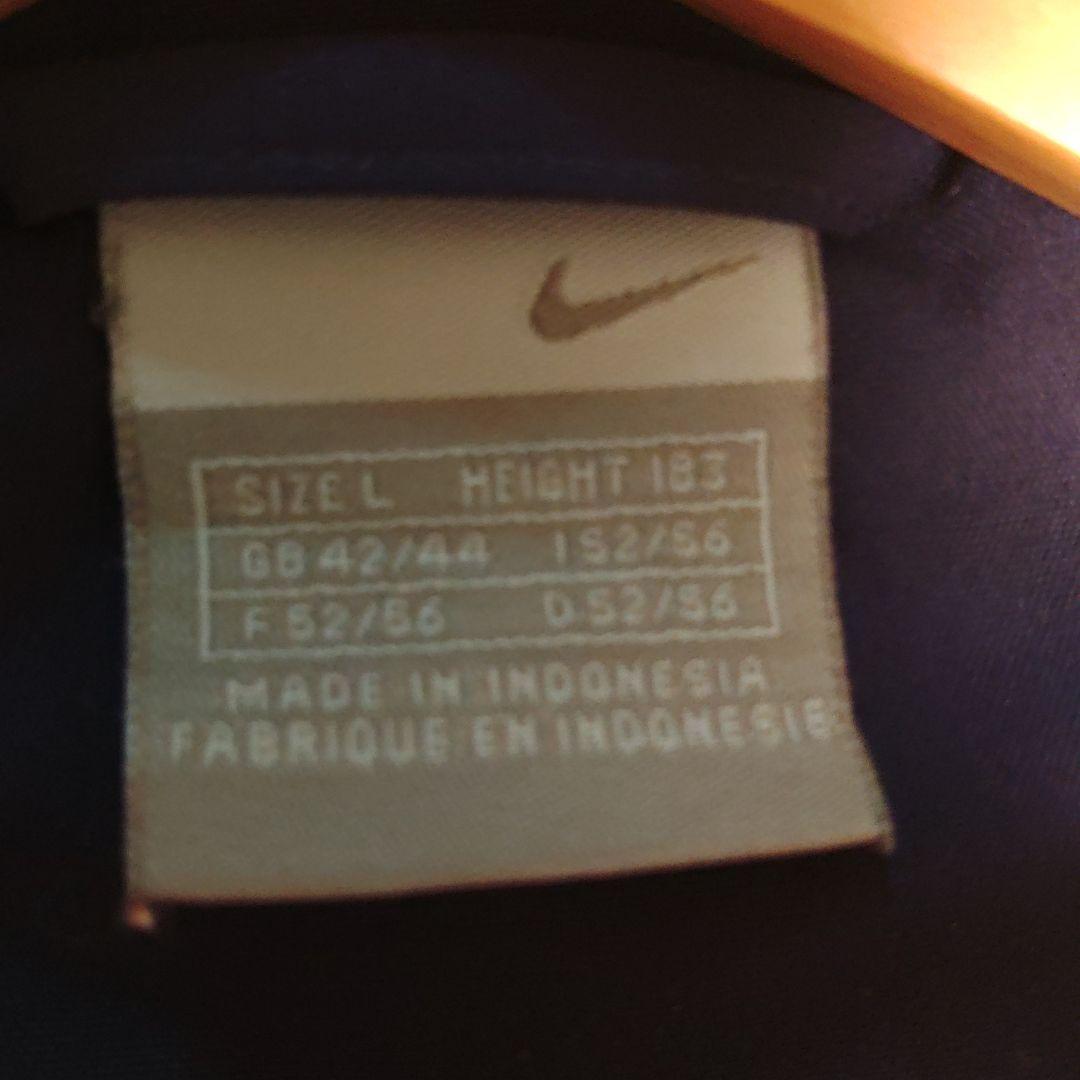 SIZE L HEIGHT 183
GB 42/44 I 52/56
F 52/56 D 52/56
MADE IN INDONESIA
FABRIQUE EN INDONESIE